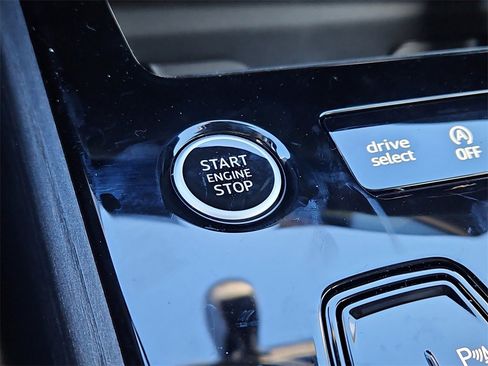 START
ENGINE
STOP
drive
select
A
OFF
P